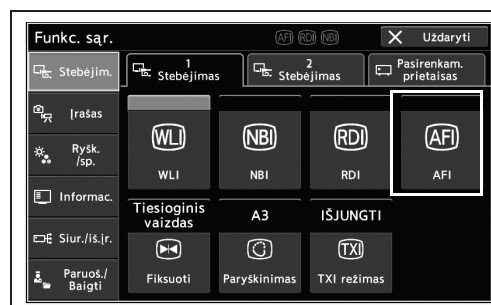 Funkc. sąr.
AFI RDI NBI
Uždaryti
Stebėjim.
1
Stebėjimas
2
Stebėjimas
Pasirenkam.
prietaisas
Įrašas
Ryšk.
/sp.
Informac.
Siur./iš.įr.
Paruoš./
Baigti
WLI
NBI
RDI
AFI
WLI
NBI
RDI
AFI
Tiesioginis
vaizdas
A3
IŠJUNGTI
TXI
Fiksuoti
Paryškinimas
TXI režimas